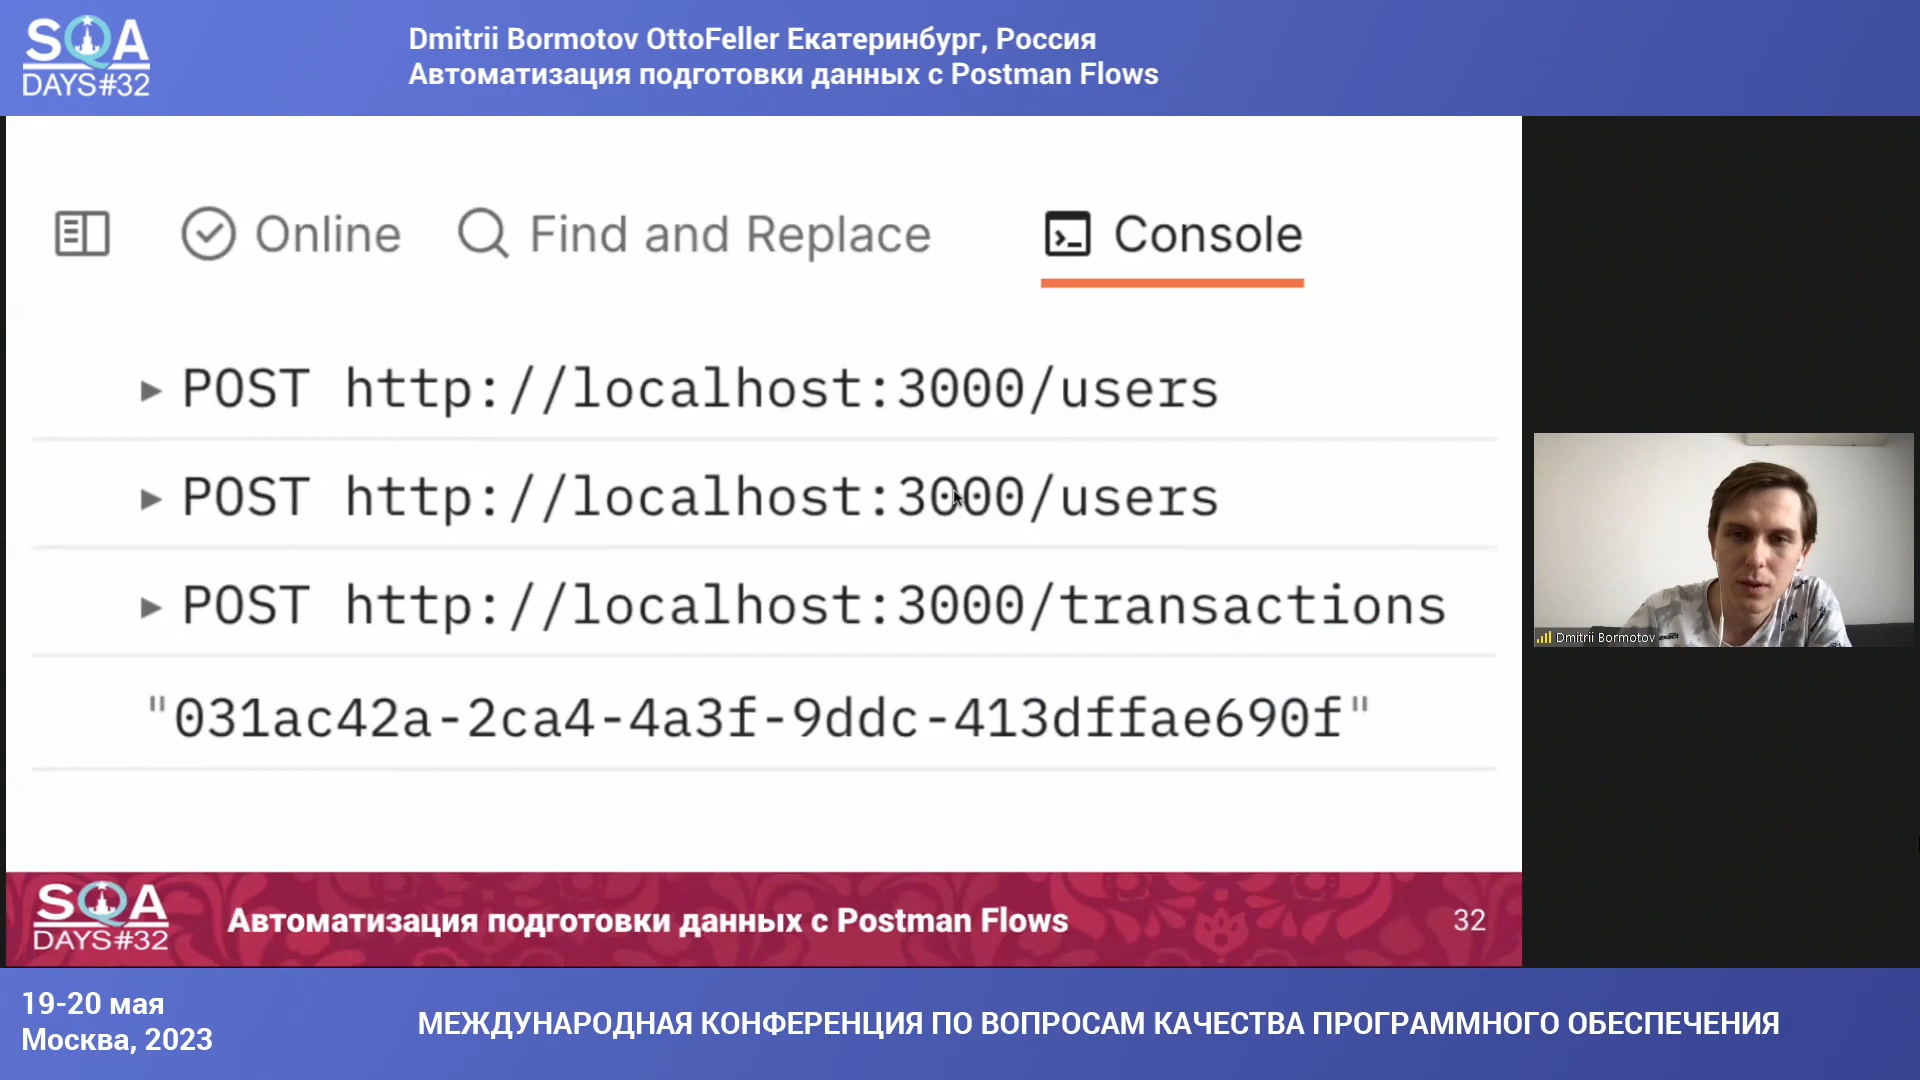 SQA
DAYS#32
Dmitrii Bormotov OttoFeller Екатеринбург, Россия
Автоматизация подготовки данных с Postman Flows
Online
Find and Replace
Console
POST http://localhost:3000/users
POST http://localhost:3000/users
POST http://localhost:3000/transactions
"031ac42a-2ca4-4a3f-9ddc-413dffae690f"
Dmitrii Bormotov
SQA
DAYS#32
Автоматизация подготовки данных с Postman Flows
32
19-20 мая
Москва, 2023
МЕЖДУНАРОДНАЯ КОНФЕРЕНЦИЯ ПО ВОПРОСАМ КАЧЕСТВА ПРОГРАММНОГО ОБЕСПЕЧЕНИЯ